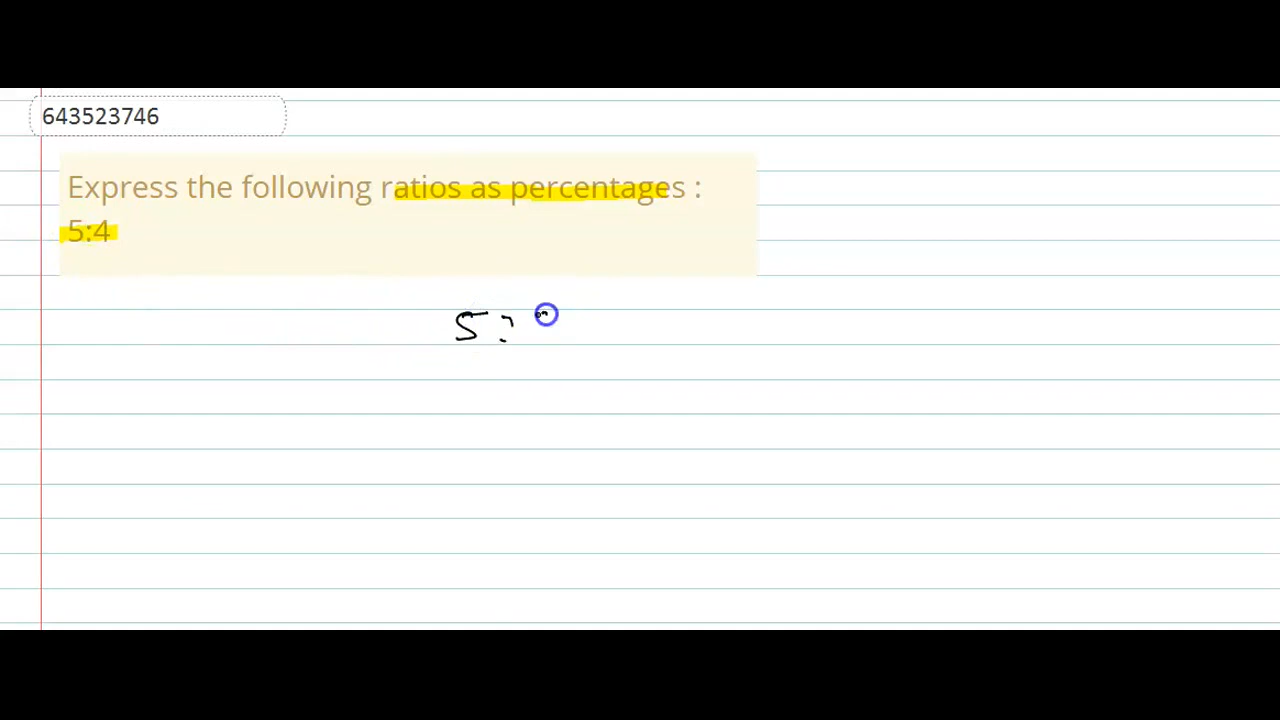 643523746
Express the following ratios as percentages :
5:4
5 :